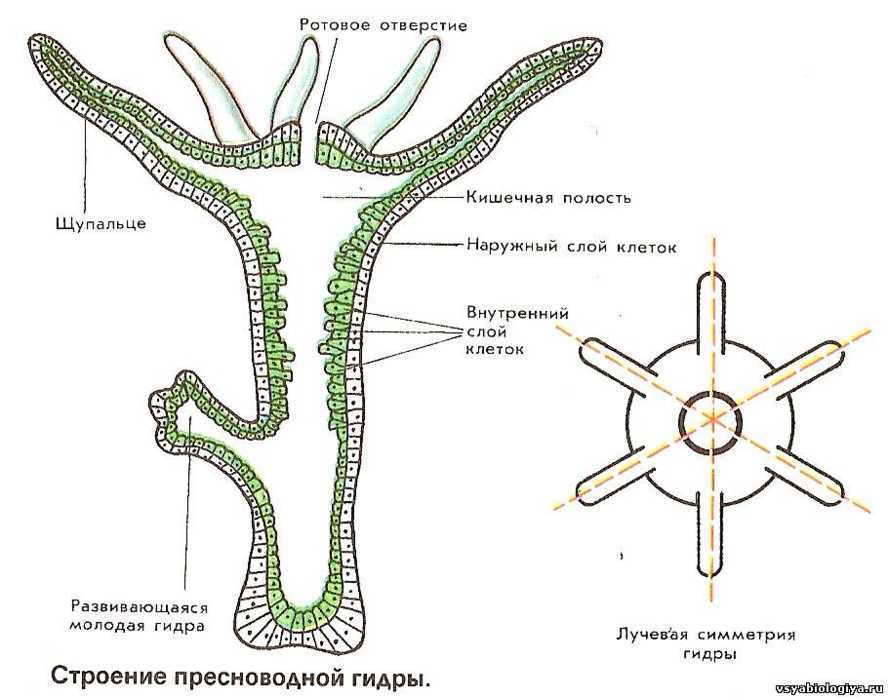 Ротовое отверстие
Щупальце
Кишечная полость
Наружный слой клеток
Внутренний
слой
клеток
Развивающаяся
молодая гидра
Лучевая симметрия
гидры
Строение пресноводной гидры.
vsyabiologiya.ru